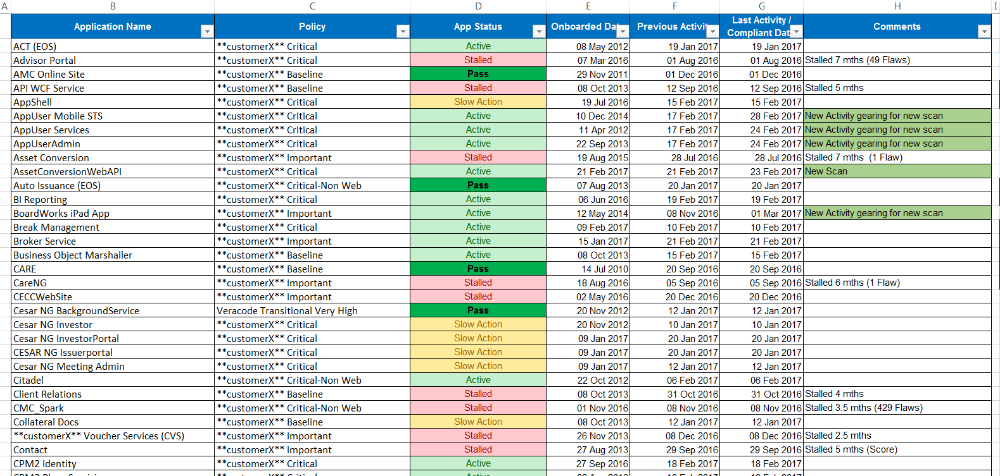 A B C D E F G H I
Application Name Policy App Status Onboarded Da Previous Activi Last Activity / Compliant Dat Comments
ACT (EOS) **customerX** Critical Active 08 May 2012 19 Jan 2017 19 Jan 2017
Advisor Portal **customerX** Critical Stalled 07 Mar 2016 01 Aug 2016 01 Aug 2016 Stalled 7 mths (49 Flaws)
AMC Online Site **customerX** Baseline Pass 29 Nov 2011 01 Dec 2016 01 Dec 2016
API WCF Service **customerX** Baseline Stalled 08 Oct 2013 12 Sep 2016 12 Sep 2016 Stalled 5 mths
AppShell **customerX** Critical Slow Action 19 Jul 2016 15 Feb 2017 15 Feb 2017
AppUser Mobile STS **customerX** Critical Active 10 Dec 2014 17 Feb 2017 28 Feb 2017 New Activity gearing for new scan
AppUser Services **customerX** Critical Active 11 Apr 2012 17 Feb 2017 24 Feb 2017 New Activity gearing for new scan
AppUserAdmin **customerX** Critical Active 22 Sep 2013 17 Feb 2017 24 Feb 2017 New Activity gearing for new scan
Asset Conversion **customerX** Important Stalled 19 Aug 2015 28 Jul 2016 28 Jul 2016 Stalled 7 mths (1 Flaw)
AssetConversionWebAPI **customerX** Critical Active 21 Feb 2017 21 Feb 2017 23 Feb 2017 New Scan
Auto Issuance (EOS) **customerX** Critical-Non Web Pass 07 Aug 2013 20 Jan 2017 20 Jan 2017
BI Reporting **customerX** Critical Active 06 Jun 2016 19 Feb 2017 19 Feb 2017
BoardWorks iPad App **customerX** Important Active 12 May 2014 08 Nov 2016 01 Mar 2017 New Activity gearing for new scan
Break Management **customerX** Critical Active 09 Feb 2017 10 Feb 2017 10 Feb 2017
Broker Service **customerX** Important Active 15 Jan 2017 21 Feb 2017 21 Feb 2017
Business Object Marshaller **customerX** Baseline Active 08 Oct 2013 15 Feb 2017 15 Feb 2017
CARE **customerX** Baseline Pass 14 Jul 2010 20 Sep 2016 20 Sep 2016
CareNG **customerX** Important Stalled 18 Aug 2016 05 Sep 2016 05 Sep 2016 Stalled 6 mths (1 Flaw)
CECCWebSite **customerX** Important Stalled 02 May 2016 20 Dec 2016 20 Dec 2016
Cesar NG BackgroundService Veracode Transitional Very High Pass 20 Nov 2012 12 Jan 2017 12 Jan 2017
Cesar NG Investor **customerX** Critical Slow Action 20 Nov 2012 10 Jan 2017 10 Jan 2017
Cesar NG InvestorPortal **customerX** Critical Slow Action 09 Jan 2017 20 Jan 2017 20 Jan 2017
CESAR NG Issuerportal **customerX** Critical Slow Action 09 Jan 2017 20 Jan 2017 20 Jan 2017
Cesar NG Meeting Admin **customerX** Critical Slow Action 09 Jan 2017 12 Jan 2017 12 Jan 2017
Citadel **customerX** Critical-Non Web Active 22 Oct 2012 06 Feb 2017 06 Feb 2017
Client Relations **customerX** Baseline Stalled 08 Oct 2013 31 Oct 2016 31 Oct 2016 Stalled 4 mths
CMC_Spark **customerX** Critical-Non Web Stalled 01 Nov 2016 08 Nov 2016 08 Nov 2016 Stalled 3.5 mths (429 Flaws)
Collateral Docs **customerX** Baseline Slow Action 08 Oct 2013 12 Jan 2017 12 Jan 2017
**customerX** Voucher Services (CVS) **customerX** Important Stalled 26 Nov 2013 08 Dec 2016 08 Dec 2016 Stalled 2.5 mths
Contact **customerX** Important Stalled 27 Aug 2013 29 Sep 2016 29 Sep 2016 Stalled 5 mths (Score)
CPM2 Identity **customerX** Critical Active 27 Sep 2016 18 Feb 2017 18 Feb 2017